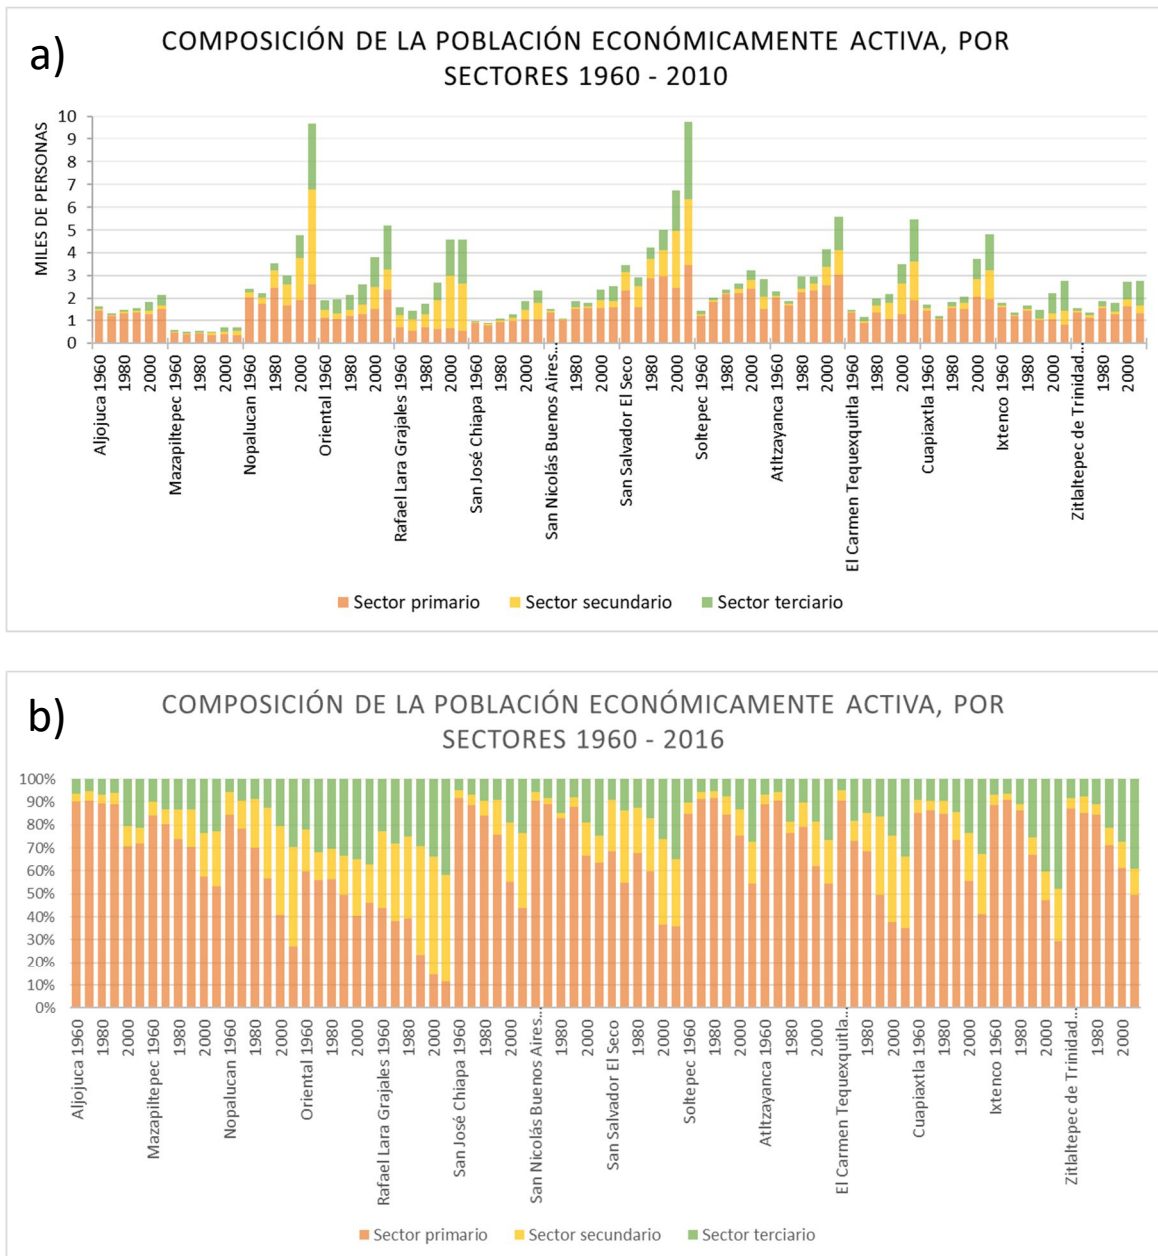 a)
COMPOSICIÓN DE LA POBLACIÓN ECONÓMICAMENTE ACTIVA, POR
SECTORES 1960 - 2010
MILES DE PERSONAS
10
9
8
7
6
5
4
3
2
1
0
Aljojuca 1960
1980
2000
Mazapiltepec 1960
1980
2000
Nopalucan 1960
1980
2000
Oriental 1960
1980
2000
Rafael Lara Grajales 1960
1980
2000
San José Chiapa 1960
1980
2000
San Nicolás Buenos Aires...
1980
2000
San Salvador El Seco
1980
2000
Soltepec 1960
1980
2000
Atltzayanca 1960
1980
2000
El Carmen Tequexquitla 1960
1980
2000
Cuapiaxtla 1960
1980
2000
Ixtenco 1960
1980
2000
Zitlaltepec de Trinidad...
1980
2000
Sector primario
Sector secundario
Sector terciario
b)
COMPOSICIÓN DE LA POBLACIÓN ECONÓMICAMENTE ACTIVA, POR
SECTORES 1960 - 2016
100%
90%
80%
70%
60%
50%
40%
30%
20%
10%
0%
Aljojuca 1960
1980
2000
Mazapiltepec 1960
1980
2000
Nopalucan 1960
1980
2000
Oriental 1960
1980
2000
Rafael Lara Grajales 1960
1980
2000
San José Chiapa 1960
1980
2000
San Nicolás Buenos Aires...
1980
2000
San Salvador El Seco
1980
2000
Soltepec 1960
1980
2000
Atltzayanca 1960
1980
2000
El Carmen Tequexquitla...
1980
2000
Cuapiaxtla 1960
1980
2000
Ixtenco 1960
1980
2000
Zitlaltepec de Trinidad...
1980
2000
Sector primario
Sector secundario
Sector terciario